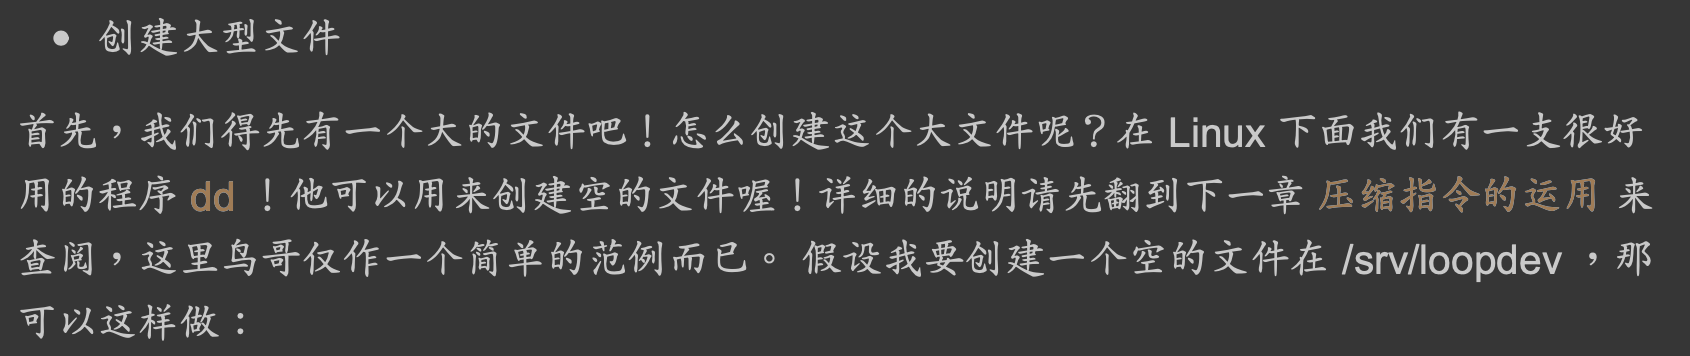 • 创建大型文件
首先，我们得先有一个大的文件吧！怎么创建这个大文件呢？在 Linux 下面我们有一支很好
用的程序 dd ！他可以用来创建空的文件喔！详细的说明请先翻到下一章 压缩指令的运用 来
查阅，这里鸟哥仅作一个简单的范例而已。 假设我要创建一个空的文件在 /srv/loopdev ，那
可以这样做：